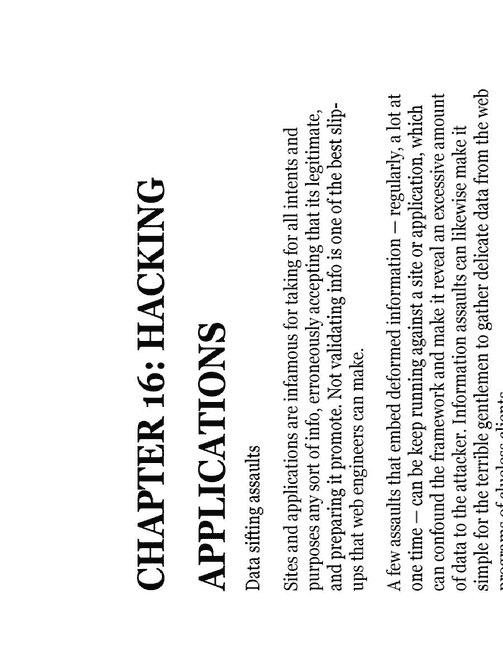 CHAPTER 16: HACKING
APPLICATIONS
Data sifting assaults
Sites and applications are infamous for taking for all intents and
purposes any sort of info, erroneously accepting that its legitimate,
and preparing it promote. Not validating info is one of the best slip-
ups that web engineers can make.
A few assaults that embed deformed information — regularly, a lot at
one time — can be keep running against a site or application, which
can confound the framework and make it reveal an excessive amount
of data to the attacker. Information assaults can likewise make it
simple for the terrible gentlemen to gather delicate data from the web
programs of clueless clients.